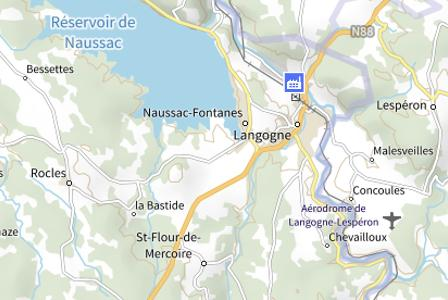 Réservoir de
Naussac
N88
Bessettes
Naussac-Fontanes
Lespéron
Langogne
Malesveilles
Rocles
Concoules
la Bastide
Aérodrome de
Langogne-Lespéron
St-Flour-de-
Mercoire
Chevailloux
aze